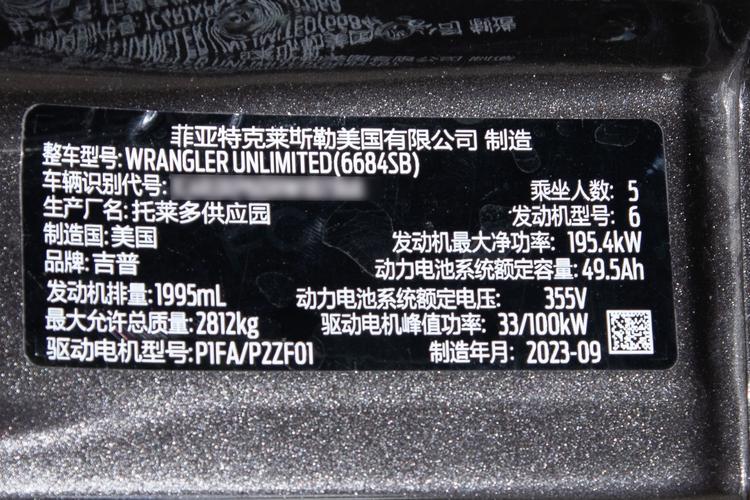 菲亚特克莱斯勒美国有限公司 制造
整车型号:WRANGLER UNLIMITED(6684SB)
车辆识别代号:
乘坐人数: 5
生产厂名:托莱多供应园
发动机型号: 6
制造国:美国
发动机最大净功率: 195.4kW
品牌:吉普
动力电池系统额定容量:49.5Ah
发动机排量:1995mL
动力电池系统额定电压: 355V
最大允许总质量:2812kg
驱动电机峰值功率: 33/100kW
驱动电机型号:P1FA/P2ZF01
制造年月: 2023-09